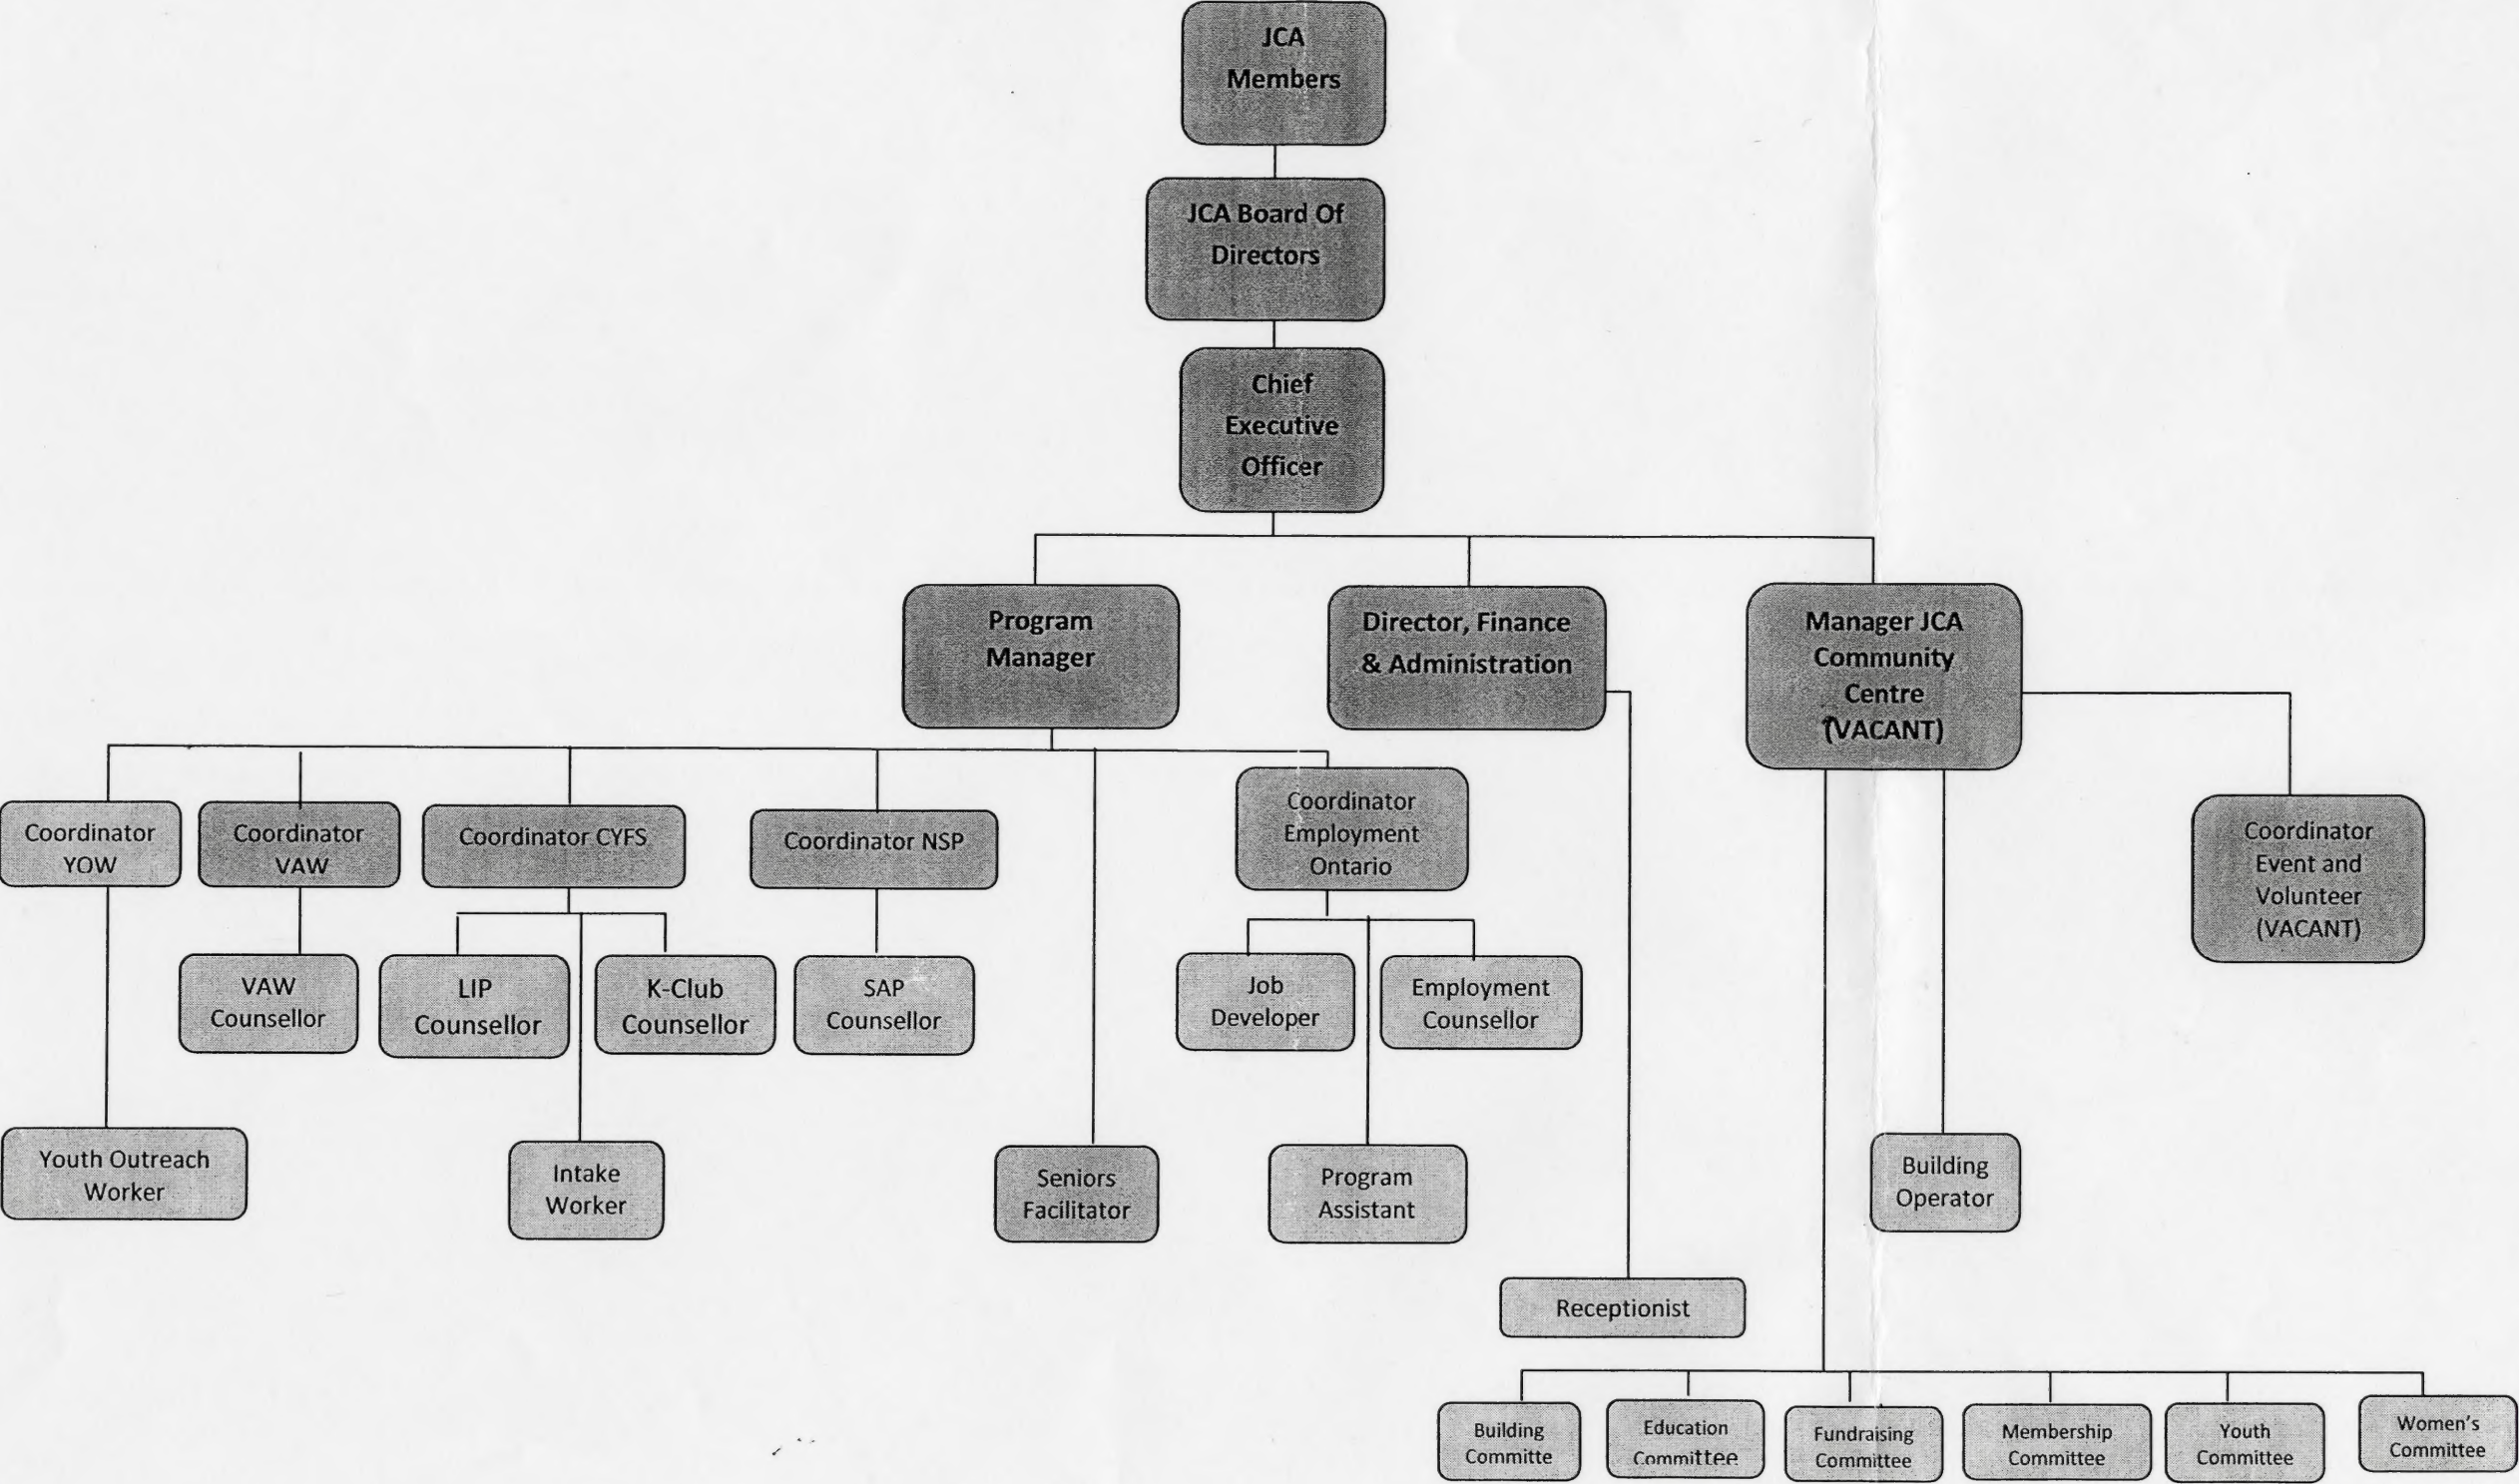 JCA
Members
JCA Board Of
Directors
Chief
Executive
Officer
Program
Manager
Director, Finance
& Administration
Manager JCA
Community
Centre
(VACANT)
Coordinator
YOW
Coordinator
VAW
Coordinator CYFS
Coordinator NSP
Coordinator
Employment
Ontario
Coordinator
Event and
Volunteer
(VACANT)
VAW
Counsellor
LIP
Counsellor
K-Club
Counsellor
SAP
Counsellor
Job
Developer
Employment
Counsellor
Youth Outreach
Worker
Intake
Worker
Seniors
Facilitator
Program
Assistant
Building
Operator
Receptionist
Building
Committe
Education
Committee
Fundraising
Committee
Membership
Committee
Youth
Committee
Women's
Committee